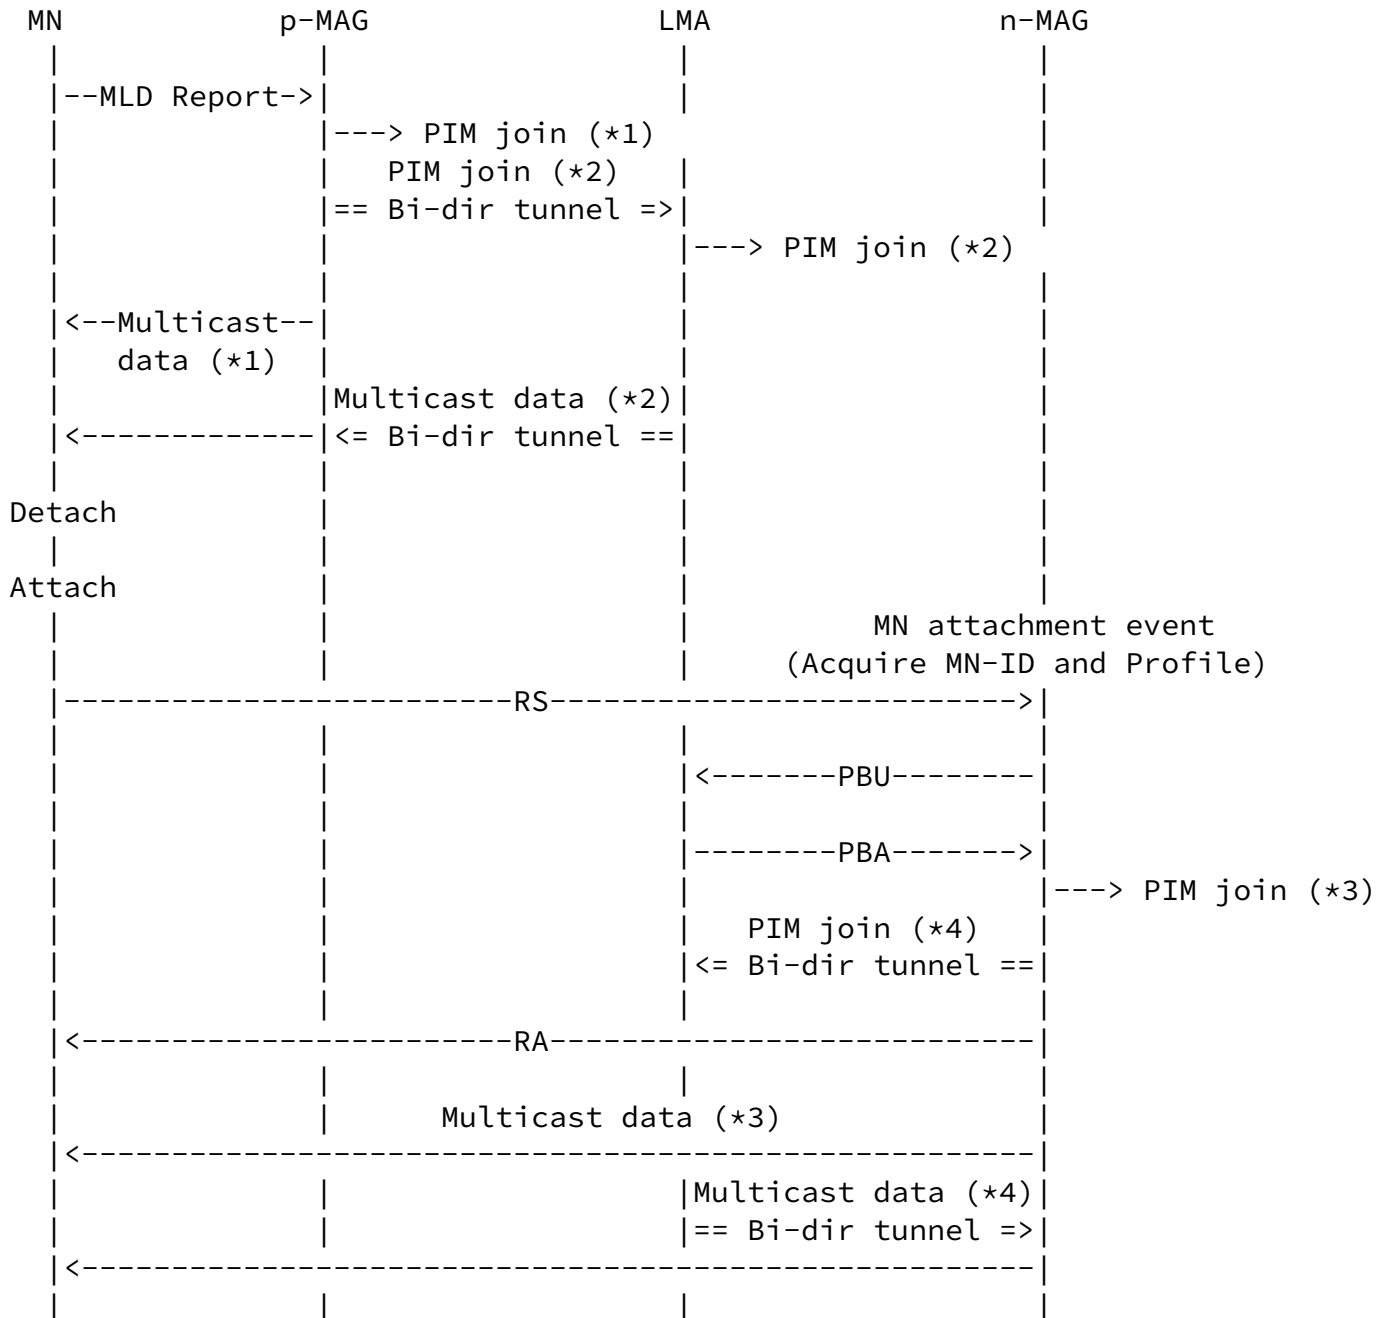 MN p-MAG LMA n-MAG
--MLD Report->
---> PIM join (*1)
PIM join (*2)
== Bi-dir tunnel =>
---> PIM join (*2)
<--Multicast--
data (*1)
Multicast data (*2)
<------------- <= Bi-dir tunnel ==
Detach
Attach
MN attachment event
(Acquire MN-ID and Profile)
-------------------------RS-------------------------->
<--------PBU--------
--------PBA------->
---> PIM join (*3)
PIM join (*4)
<= Bi-dir tunnel ==
<------------------------RA---------------------------
Multicast data (*3)
<-----------------------------------------------------
Multicast data (*4)
== Bi-dir tunnel =>
<-----------------------------------------------------